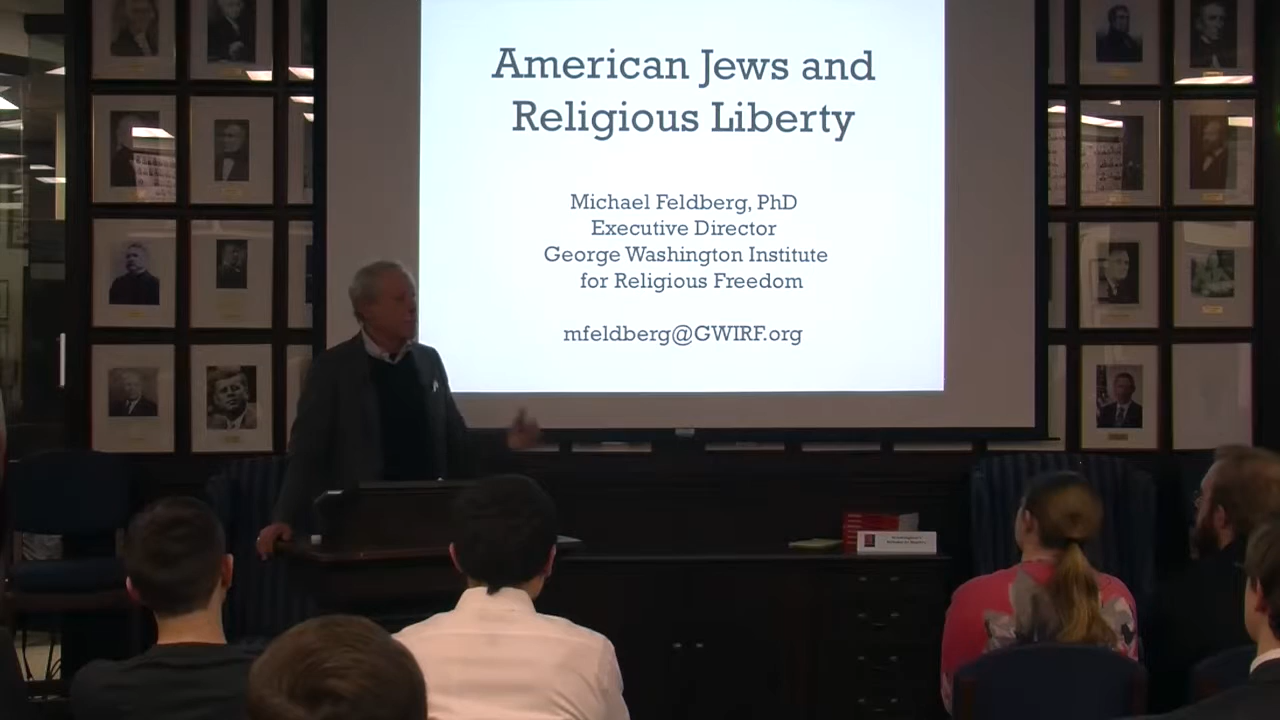 American Jews and
Religious Liberty
Michael Feldberg, PhD
Executive Director
George Washington Institute
for Religious Freedom
mfeldberg@GWIRF.org